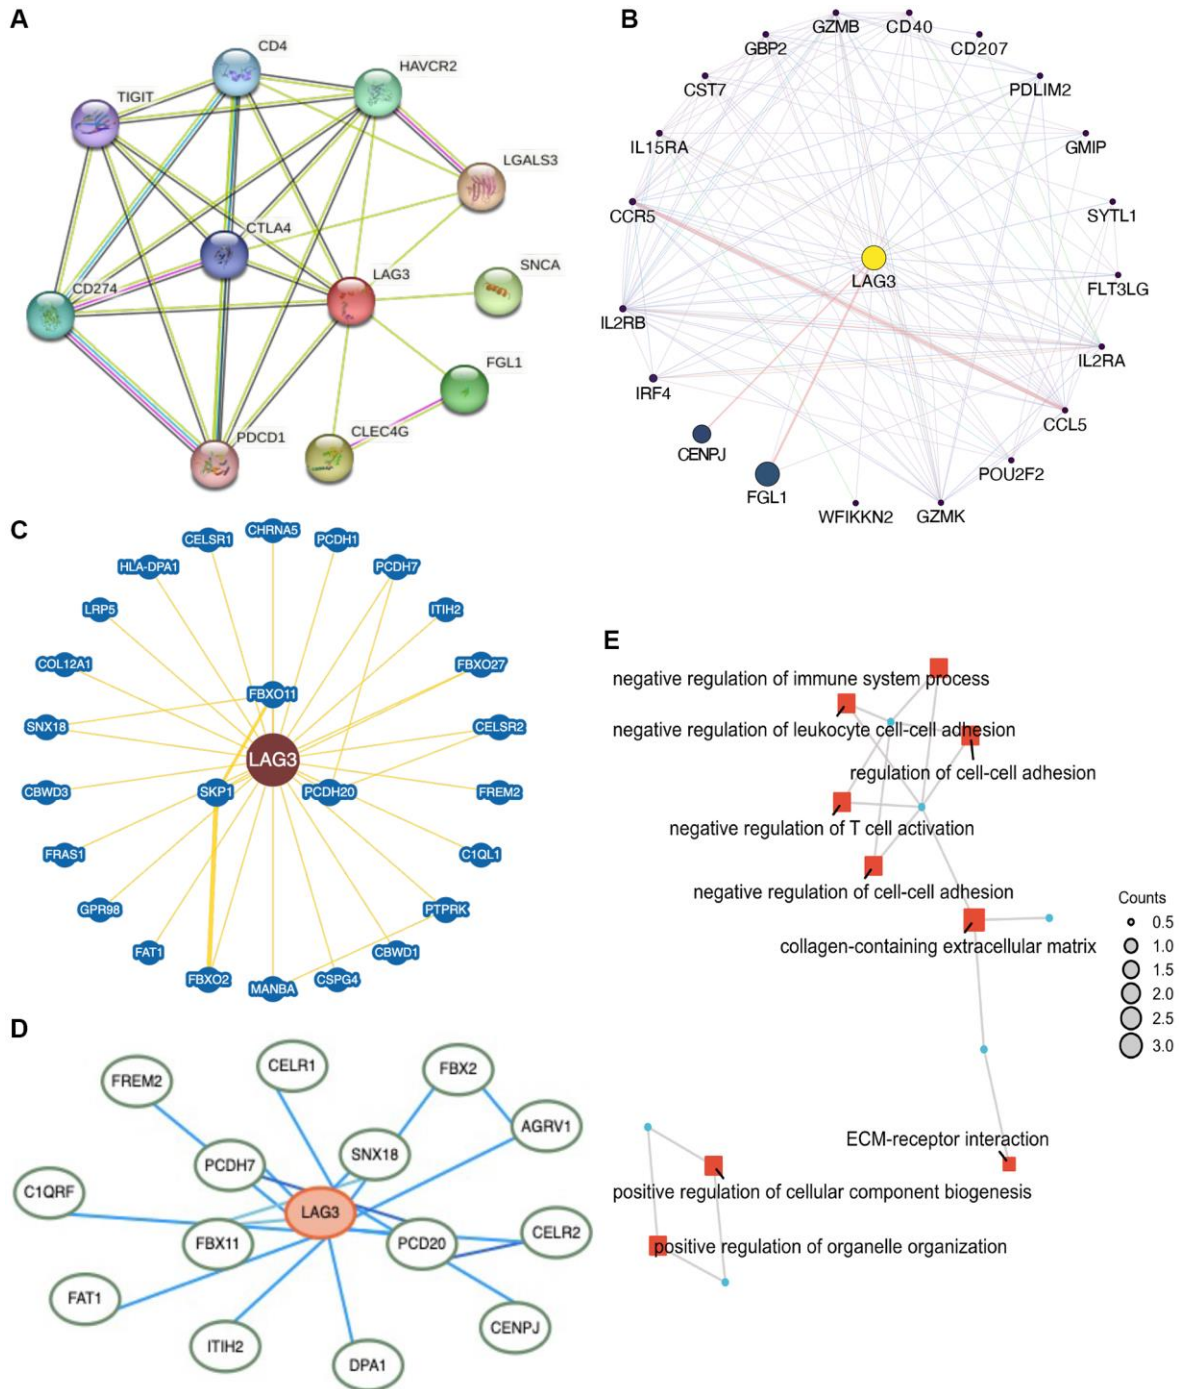 A
CD4
HAVCR2
TIGIT
LGALS3
CTLA4
LAG3
SNCA
CD274
FGL1
PDCD1
CLEC4G
B
GZMB
CD40
GBP2
CD207
CST7
PDLIM2
IL15RA
GMIP
CCR5
SYTL1
LAG3
FLT3LG
IL2RB
IL2RA
IRF4
CCL5
CENPJ
POU2F2
FGL1
WFIKKN2
GZMK
C
CHRNA5
CELSR1
PCDH1
HLA-DPA1
PCDH7
LRP5
ITIH2
COL12A1
FBXO27
FBXO11
SNX18
CELSR2
LAG3
CBWD3
SKP1
PCDH20
FREM2
FRAS1
C1QL1
GPR98
PTPRK
FAT1
CBWD1
FBXO2
MANBA
CSPG4
D
CELR1
FBX2
FREM2
AGRV1
SNX18
PCDH7
C1QRF
LAG3
FBX11
PCD20
CELR2
FAT1
CENPJ
ITIH2
DPA1
E
negative regulation of immune system process
negative regulation of leukocyte cell-cell adhesion
regulation of cell-cell adhesion
negative regulation of T cell activation
negative regulation of cell-cell adhesion
collagen-containing extracellular matrix
ECM-receptor interaction
positive regulation of cellular component biogenesis
positive regulation of organelle organization
Counts
0.5
1.0
1.5
2.0
2.5
3.0